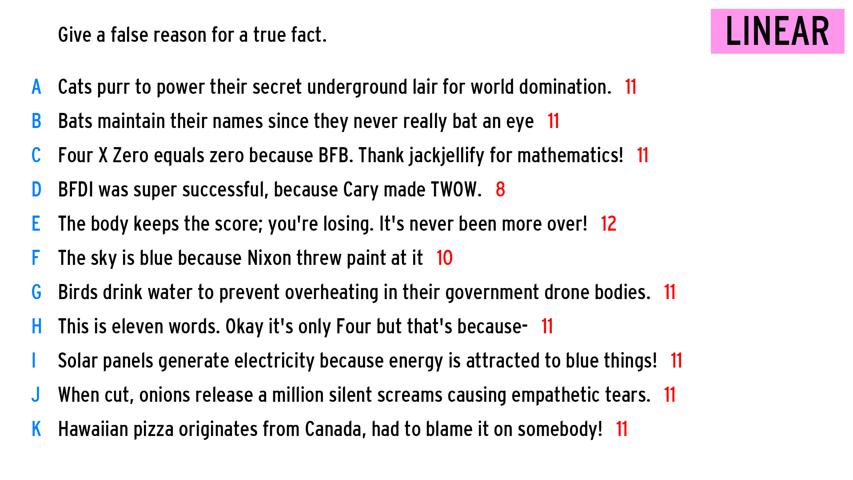 Give a false reason for a true fact.
LINEAR
A Cats purr to power their secret underground lair for world domination. 11
B Bats maintain their names since they never really bat an eye 11
C Four X Zero equals zero because BFB. Thank jackjellify for mathematics! 11
D BFDI was super successful, because Cary made TWOW. 8
E The body keeps the score; you're losing. It's never been more over! 12
F The sky is blue because Nixon threw paint at it 10
G Birds drink water to prevent overheating in their government drone bodies. 11
H This is eleven words. Okay it's only Four but that's because- 11
I Solar panels generate electricity because energy is attracted to blue things! 11
J When cut, onions release a million silent screams causing empathetic tears. 11
K Hawaiian pizza originates from Canada, had to blame it on somebody! 11